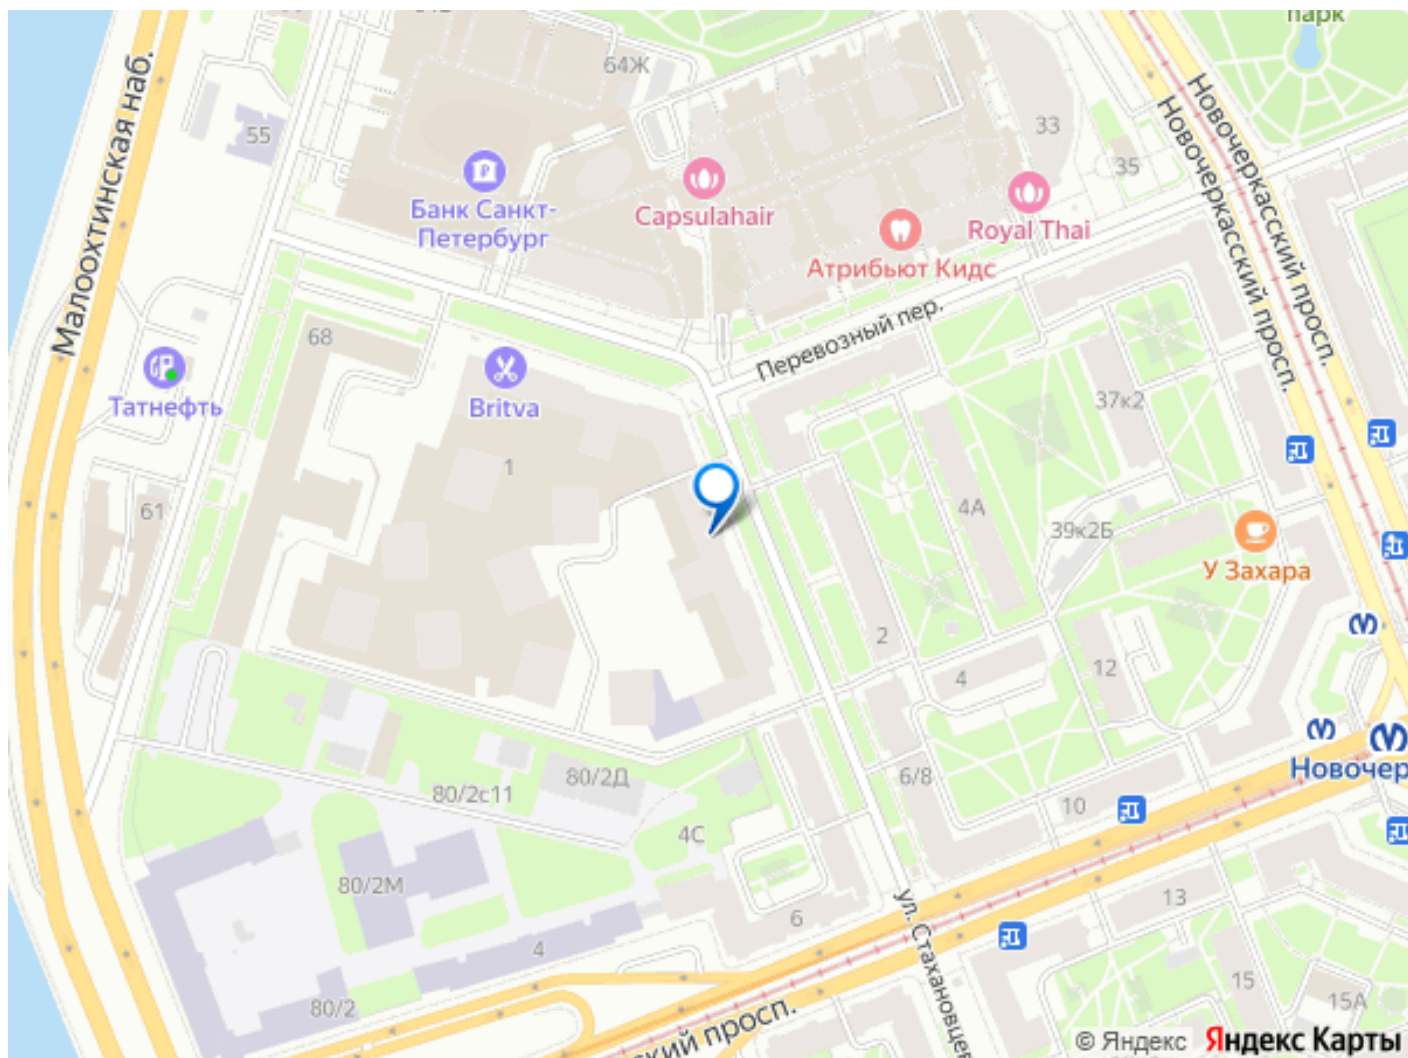 парк
64Ж
Малоохтинская наб.
55
33
35
Новочеркасский просп.
Новочеркасский просп.
Банк Санкт-
Петербург
Capsulahair
Royal Thai
Атрибьют Кидс
Перевозный пер.
68
Татнефть
Britva
37к2
1
4А
61
39к2Б
У Захара
2
4
12
Новочер
80/2с11
80/2Д
6/8
10
4С
80/2М
6
13
4
ул. Стахановцев
80/2
ский просп.
15
15А
© Яндекс
Яндекс Карты